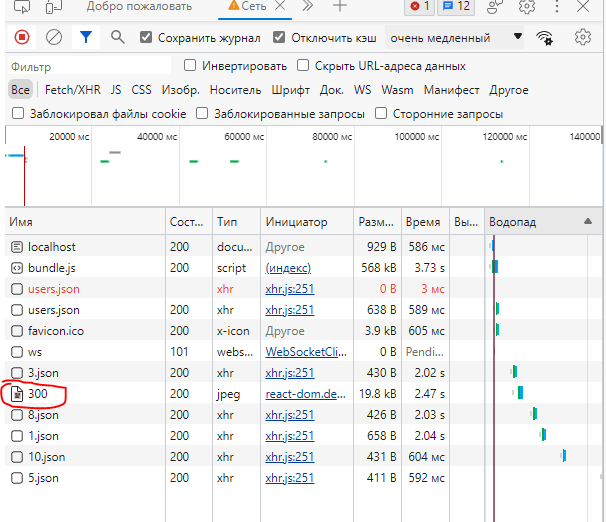 Добро пожаловать Сеть 1 12
Сохранить журнал Отключить кэш очень медленный
Фильтр Инвертировать Скрыть URL-адреса данных
Все Fetch/XHR JS CSS Изобр. Носитель Шрифт Док. WS Wasm Манифест Другое
Заблокировал файлы cookie Заблокированные запросы Сторонние запросы
20000 мс 40000 мс 60000 мс 80000 мс 100000 мс 120000 мс 140000
Имя Сост... Тип Инициатор Разм... Время Вы... Водопад
localhost 200 docu... Другое 929 B 586 мс
bundle.js 200 script (индекс) 568 kB 3.73 s
users.json xhr xhr.js:251 0 B 3 мс
users.json 200 xhr xhr.js:251 638 B 589 мс
favicon.ico 200 x-icon Другое 3.9 kB 605 мс
ws 101 webs... WebSocketCli... 0 B Pendi...
3.json 200 xhr xhr.js:251 430 B 2.02 s
300 200 jpeg react-dom.de... 19.8 kB 2.47 s
8.json 200 xhr xhr.js:251 426 B 2.03 s
1.json 200 xhr xhr.js:251 658 B 2.04 s
10.json 200 xhr xhr.js:251 431 B 604 мс
5.json 200 xhr xhr.js:251 411 B 592 мс